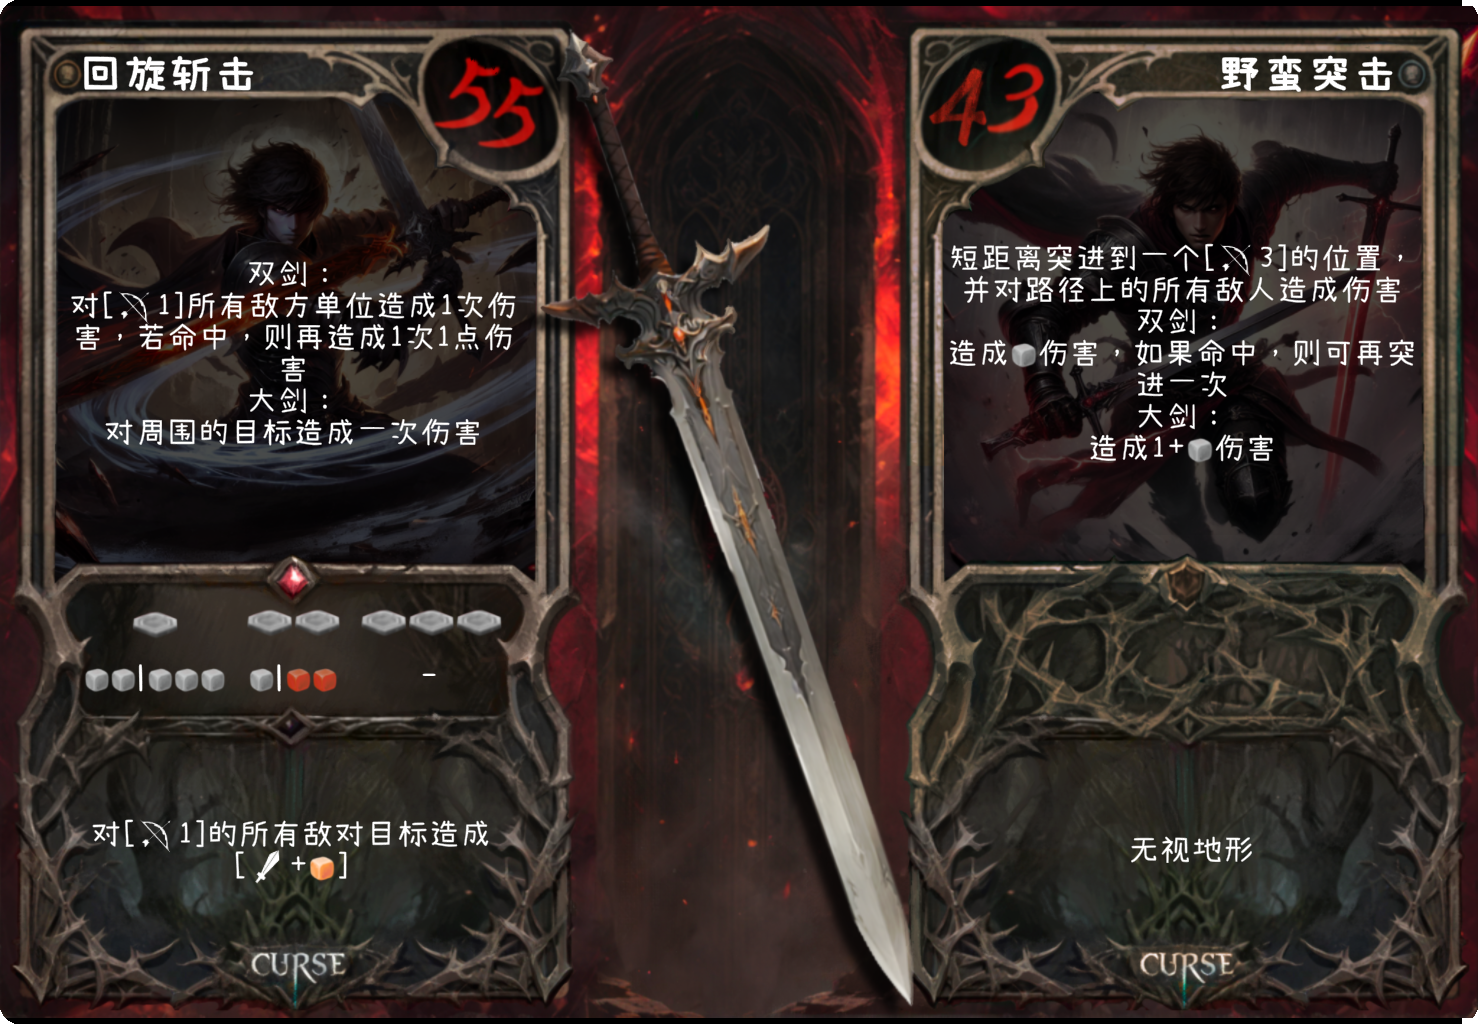 回旋斩击
55
双剑：
对[1]所有敌方单位造成1次伤
害，若命中，则再造成1次1点伤
害
大剑：
对周围的目标造成一次伤害
-
对[1]的所有敌对目标造成
[+]
CURSE
43
野蛮突击
短距离突进到一个[3]的位置，
并对路径上的所有敌人造成伤害
双剑：
造成伤害，如果命中，则可再突
进一次
大剑：
造成1+伤害
无视地形
CURSE